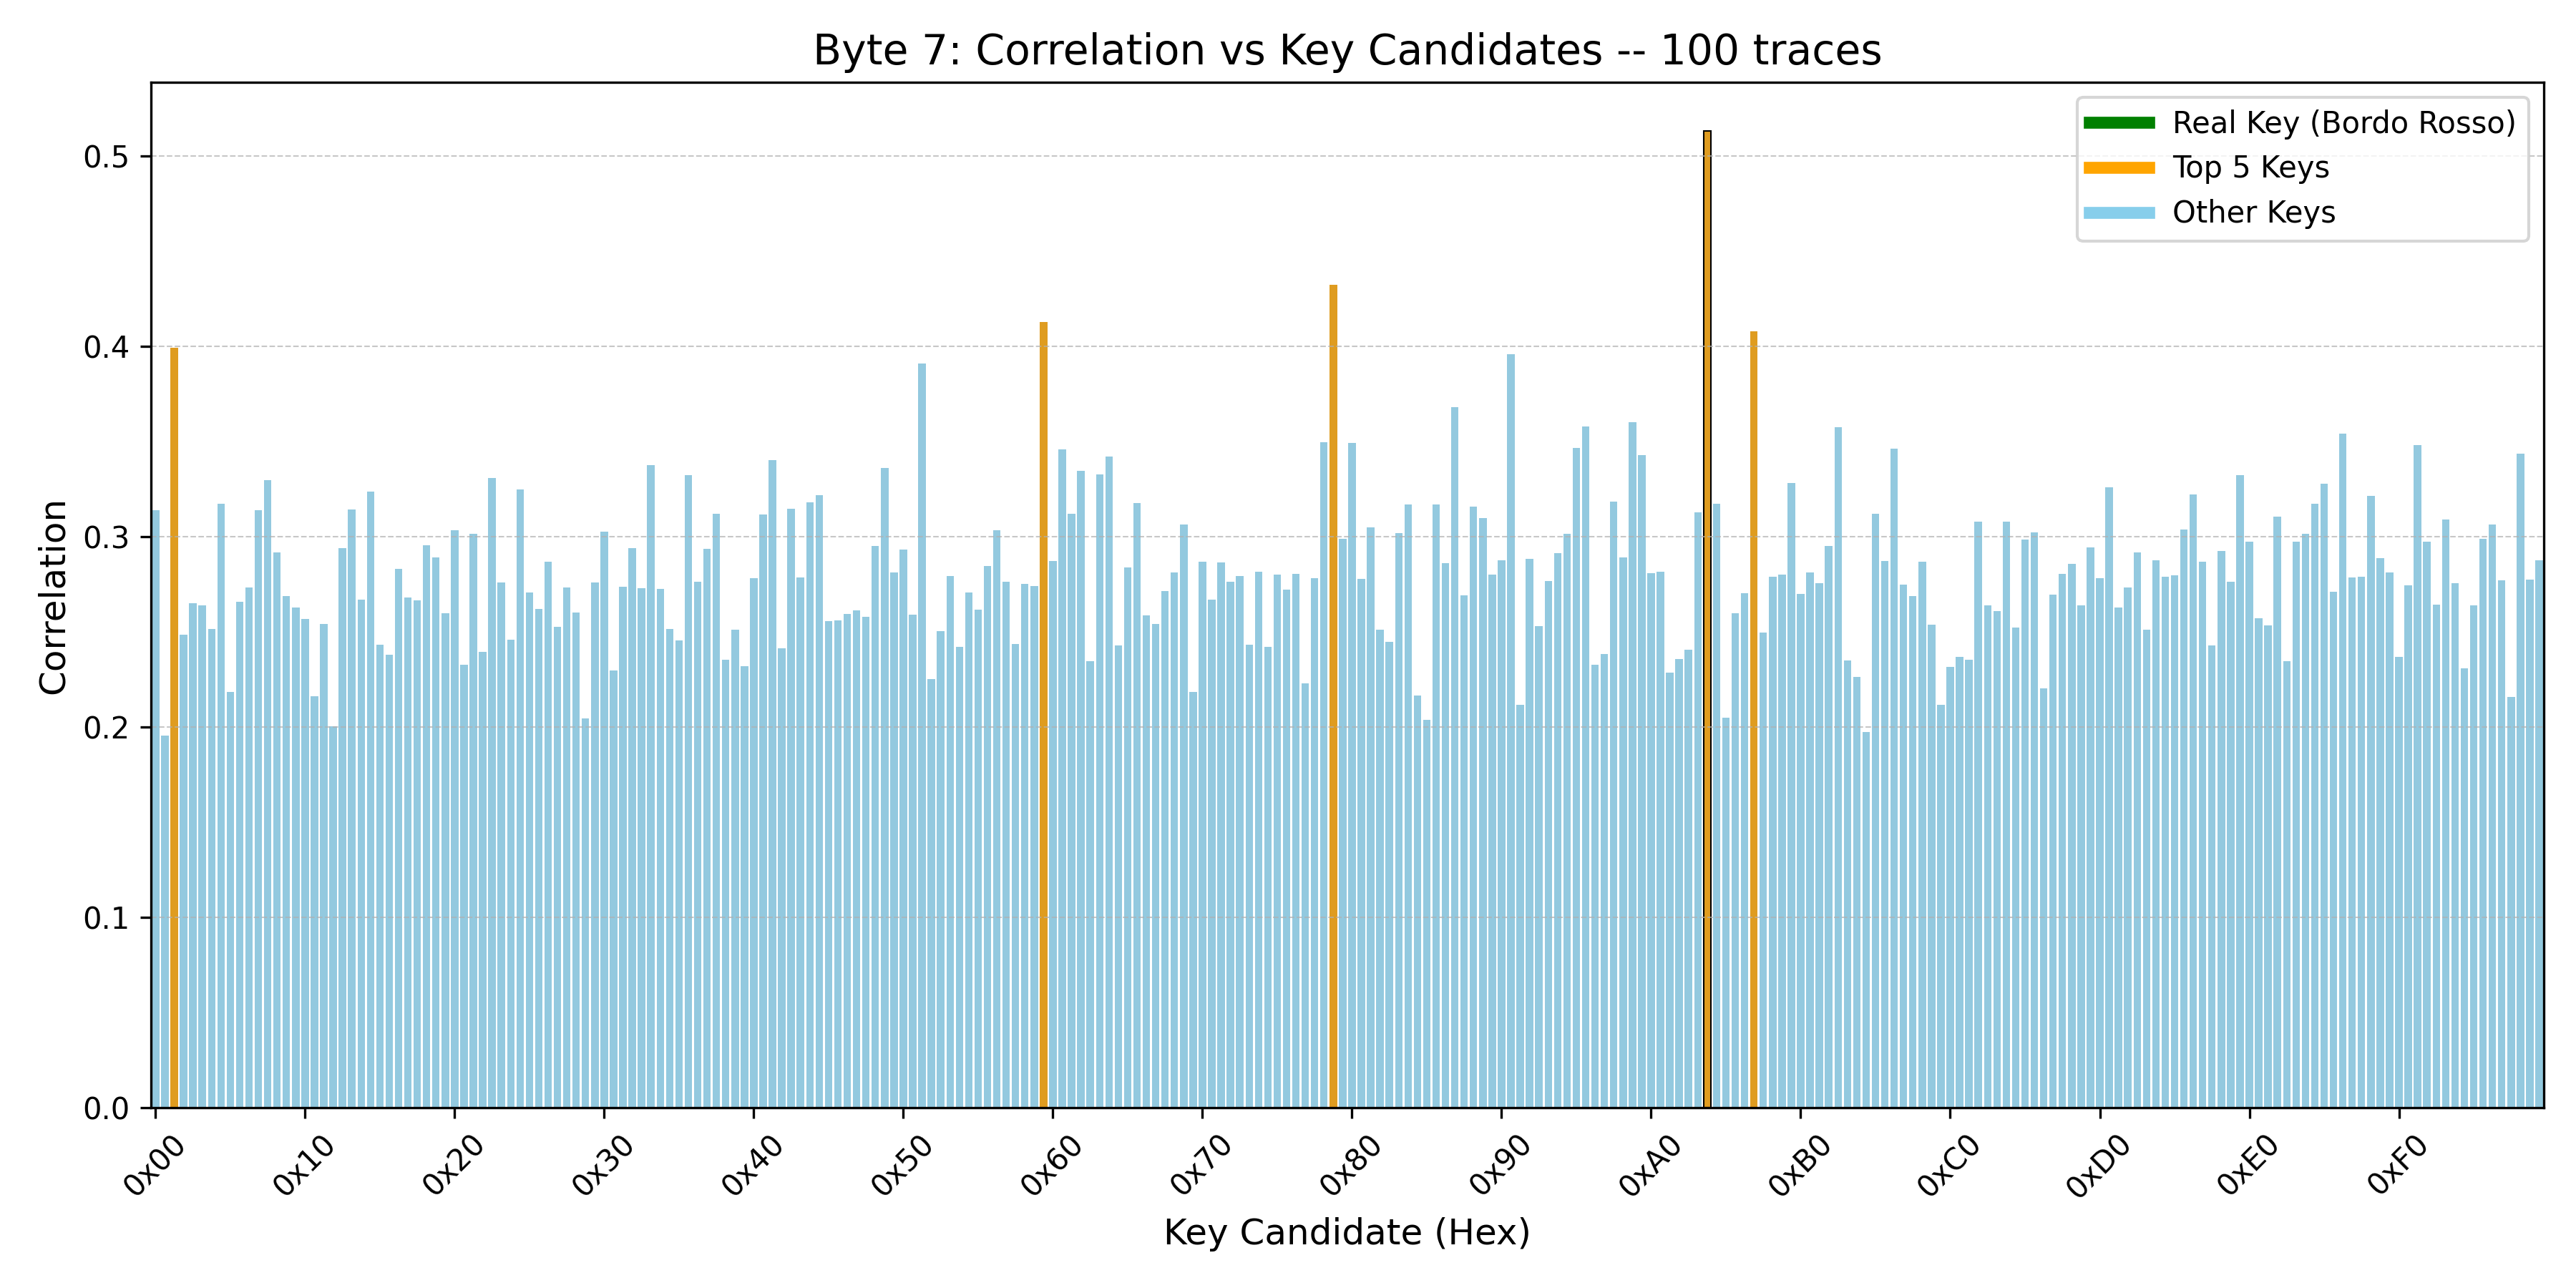 Byte 7: Correlation vs Key Candidates -- 100 traces
Real Key (Bordo Rosso)
Top 5 Keys
Other Keys
Correlation
0.5
0.4
0.3
0.2
0.1
0.0
0x00 0x10 0x20 0x30 0x40 0x50 0x60 0x70 0x80 0x90 0xA0 0xB0 0xC0 0xD0 0xE0 0xF0
Key Candidate (Hex)